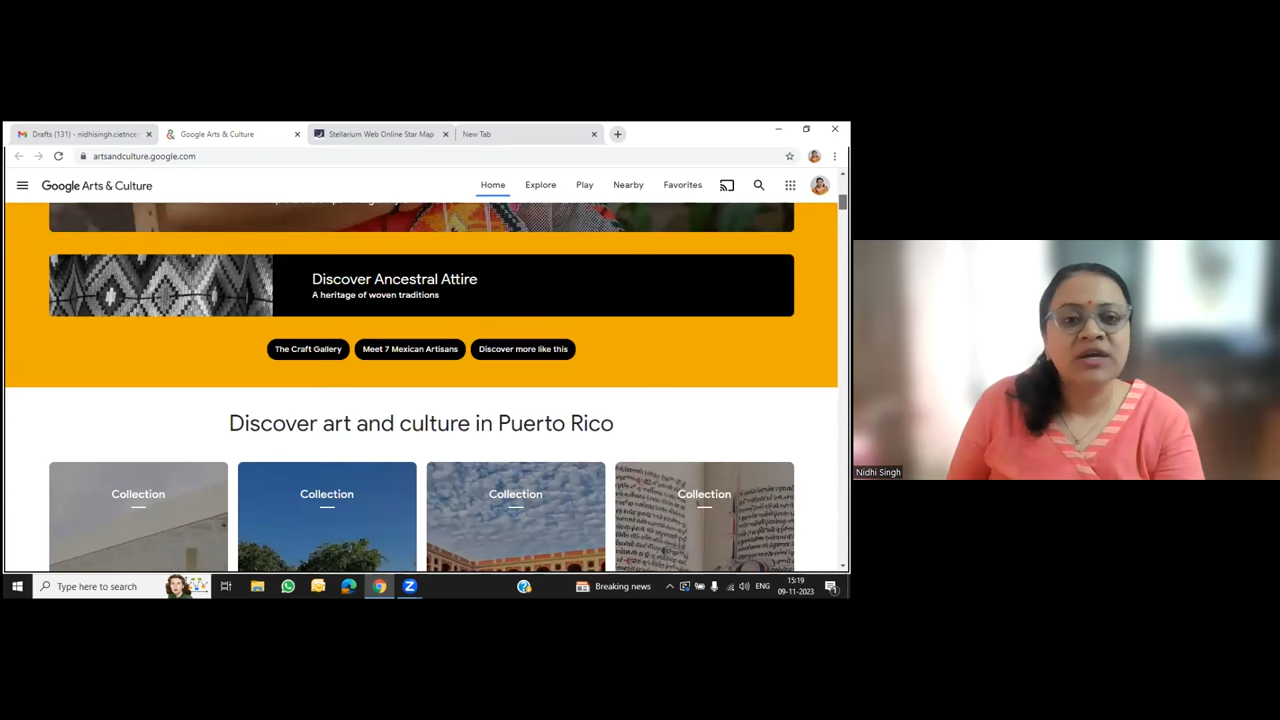 Drafts (131) - nidhisingh.cietnce
Google Arts & Culture
Stellarium Web Online Star Map
New Tab
artsandculture.google.com
Google Arts & Culture
Home
Explore
Play
Nearby
Favorites
Discover Ancestral Attire
A heritage of woven traditions
The Craft Gallery
Meet 7 Mexican Artisans
Discover more like this
Discover art and culture in Puerto Rico
Collection
Collection
Collection
Collection
Nidhi Singh
Type here to search
Breaking news
ENG
15:19
09-11-2023